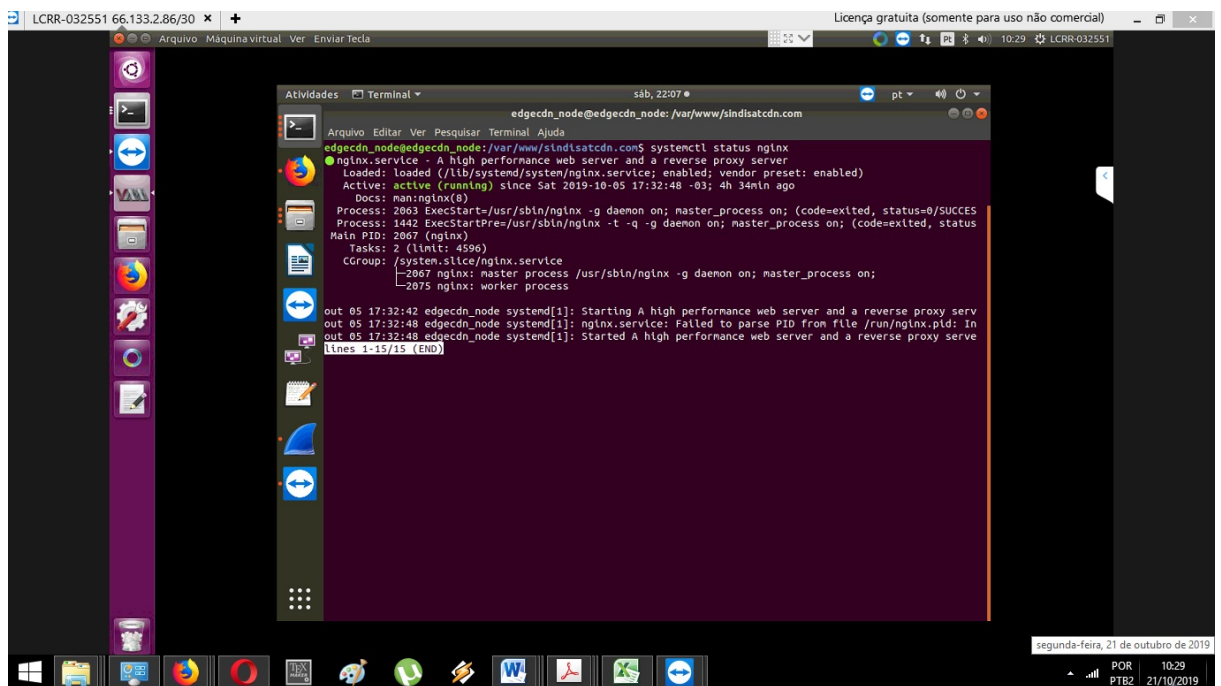 LCRR-032551 66.133.2.86/30 × +
Licença gratuita (somente para uso não comercial)
Arquivo Máquina virtual Ver Enviar Tecla
Pt 10:29 LCRR-032551
Atividades Terminal sáb, 22:07 pt
edgecdn_node@edgecdn_node: /var/www/sindisatcdn.com
Arquivo Editar Ver Pesquisar Terminal Ajuda
edgecdn_node@edgecdn_node:/var/www/sindisatcdn.com$ systemctl status nginx
nginx.service - A high performance web server and a reverse proxy server
Loaded: loaded (/lib/systemd/system/nginx.service; enabled; vendor preset: enabled)
Active: active (running) since Sat 2019-10-05 17:32:48 -03; 4h 34min ago
Docs: man:nginx(8)
Process: 2063 ExecStart=/usr/sbin/nginx -g daemon on; master_process on; (code=exited, status=0/SUCCES
Process: 1442 ExecStartPre=/usr/sbin/nginx -t -q -g daemon on; master_process on; (code=exited, status
Main PID: 2067 (nginx)
Tasks: 2 (limit: 4596)
CGroup: /system.slice/nginx.service
├─2067 nginx: master process /usr/sbin/nginx -g daemon on; master_process on;
└─2075 nginx: worker process
out 05 17:32:42 edgecdn_node systemd[1]: Starting A high performance web server and a reverse proxy serv
out 05 17:32:48 edgecdn_node systemd[1]: nginx.service: Failed to parse PID from file /run/nginx.pid: In
out 05 17:32:48 edgecdn_node systemd[1]: Started A high performance web server and a reverse proxy serve
lines 1-15/15 (END)
segunda-feira, 21 de outubro de 2019
POR 10:29
PTB2 21/10/2019